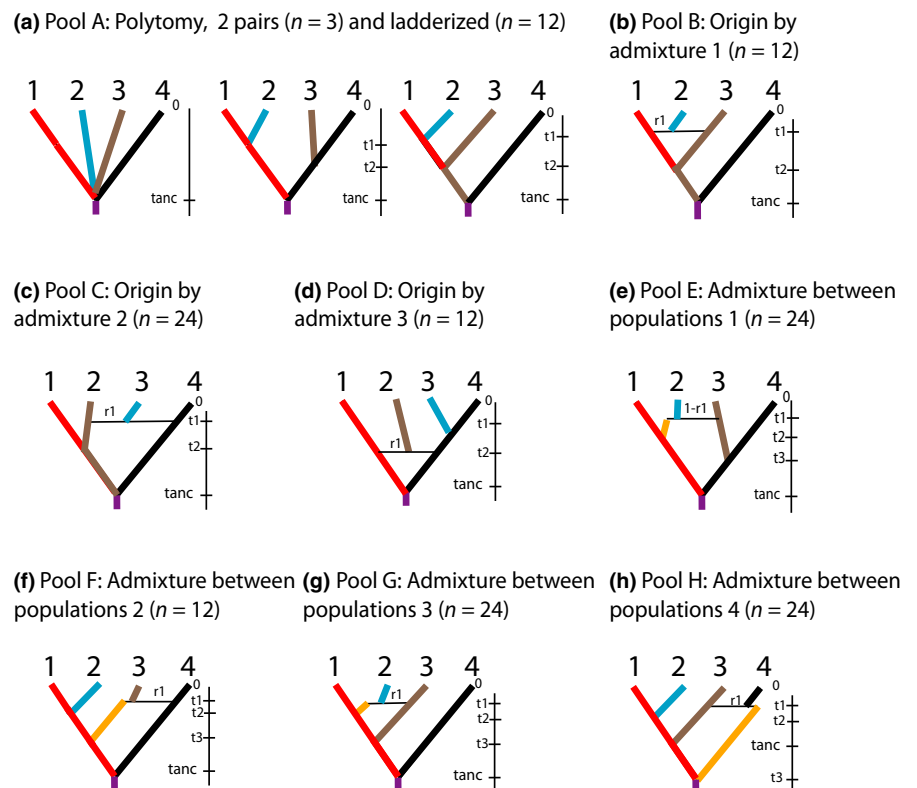 (a) Pool A: Polytomy, 2 pairs (n = 3) and ladderized (n = 12)
1 2 3 4
0
tanc
1 2 3 4
0
t1
t2
tanc
1 2 3 4
0
t1
t2
tanc
(b) Pool B: Origin by
admixture 1 (n = 12)
1 2 3 4
0
r1
t1
t2
tanc
(c) Pool C: Origin by
admixture 2 (n = 24)
1 2 3 4
0
r1
t1
t2
tanc
(d) Pool D: Origin by
admixture 3 (n = 12)
1 2 3 4
0
t1
r1
t2
tanc
(e) Pool E: Admixture between
populations 1 (n = 24)
1 2 3 4
0
1-r1
t1
t2
t3
tanc
(f) Pool F: Admixture between
populations 2 (n = 12)
1 2 3 4
0
r1
t1
t2
t3
tanc
(g) Pool G: Admixture between
populations 3 (n = 24)
1 2 3 4
0
r1
t1
t2
t3
tanc
(h) Pool H: Admixture between
populations 4 (n = 24)
1 2 3 4
0
r1
t1
t2
tanc
t3